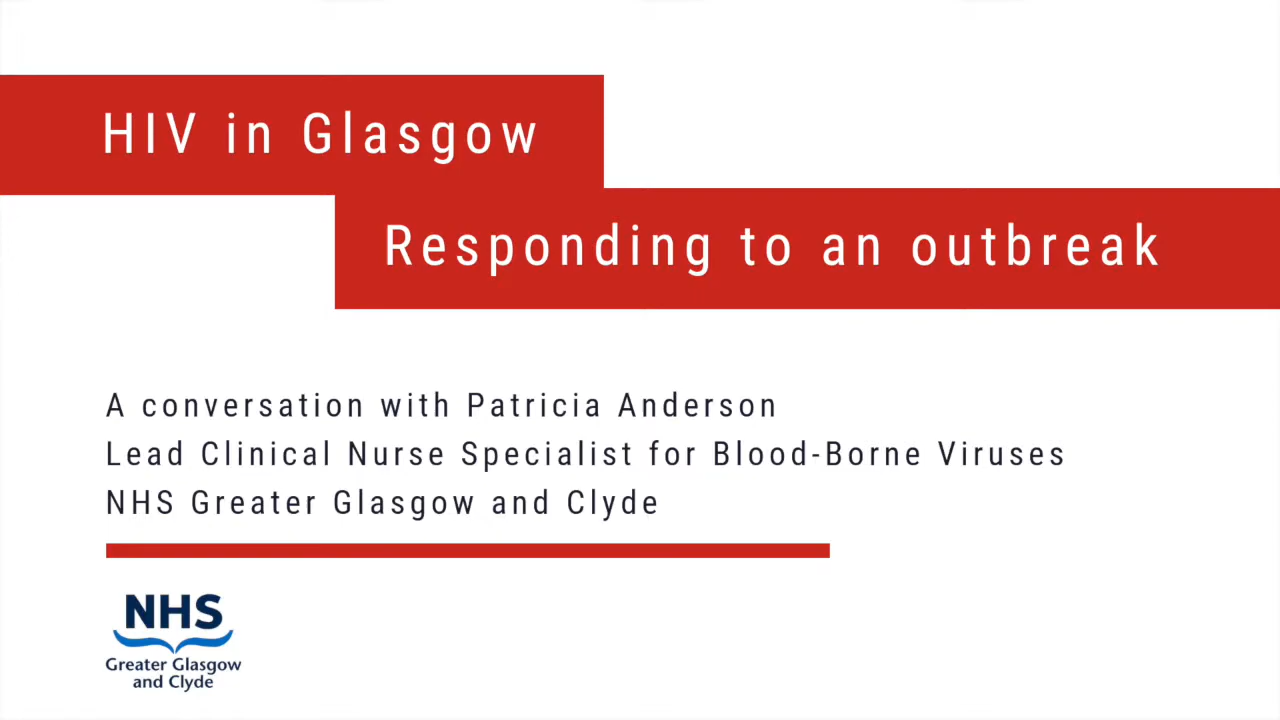 HIV in Glasgow
Responding to an outbreak
A conversation with Patricia Anderson
Lead Clinical Nurse Specialist for Blood-Borne Viruses
NHS Greater Glasgow and Clyde
NHS
Greater Glasgow
and Clyde